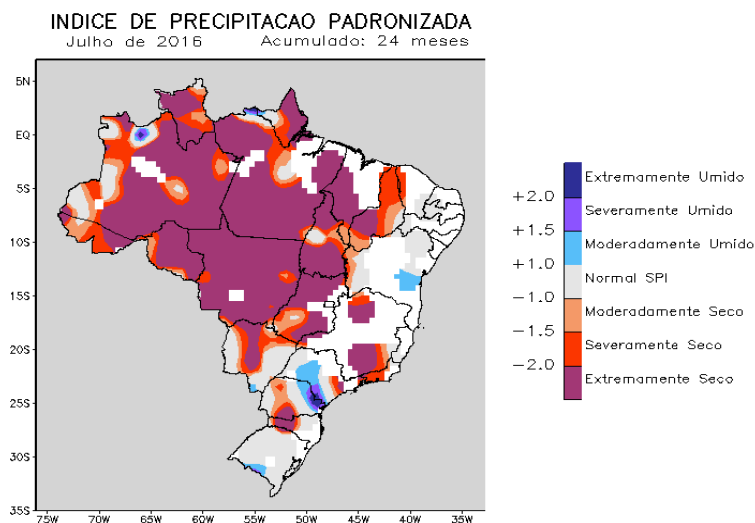 INDICE DE PRECIPITACAO PADRONIZADA
Julho de 2016 Acumulado: 24 meses
5N
EQ
5S
10S
15S
20S
25S
30S
35S
75W 70W 65W 60W 55W 50W 45W 40W 35W
Extremamente Umido
+2.0
Severamente Umido
+1.5
Moderadamente Umido
+1.0
Normal SPI
-1.0
Moderadamente Seco
-1.5
Severamente Seco
-2.0
Extremamente Seco